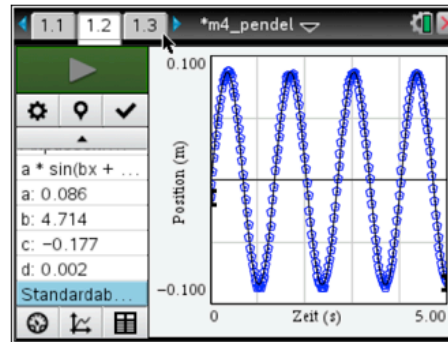 1.1 1.2 1.3 *m4_pendel
a * sin(bx + ...
a: 0.086
b: 4.714
c: −0.177
d: 0.002
Standardab...
0.100
Position (m)
−0.100
0 Zeit (s) 5.00